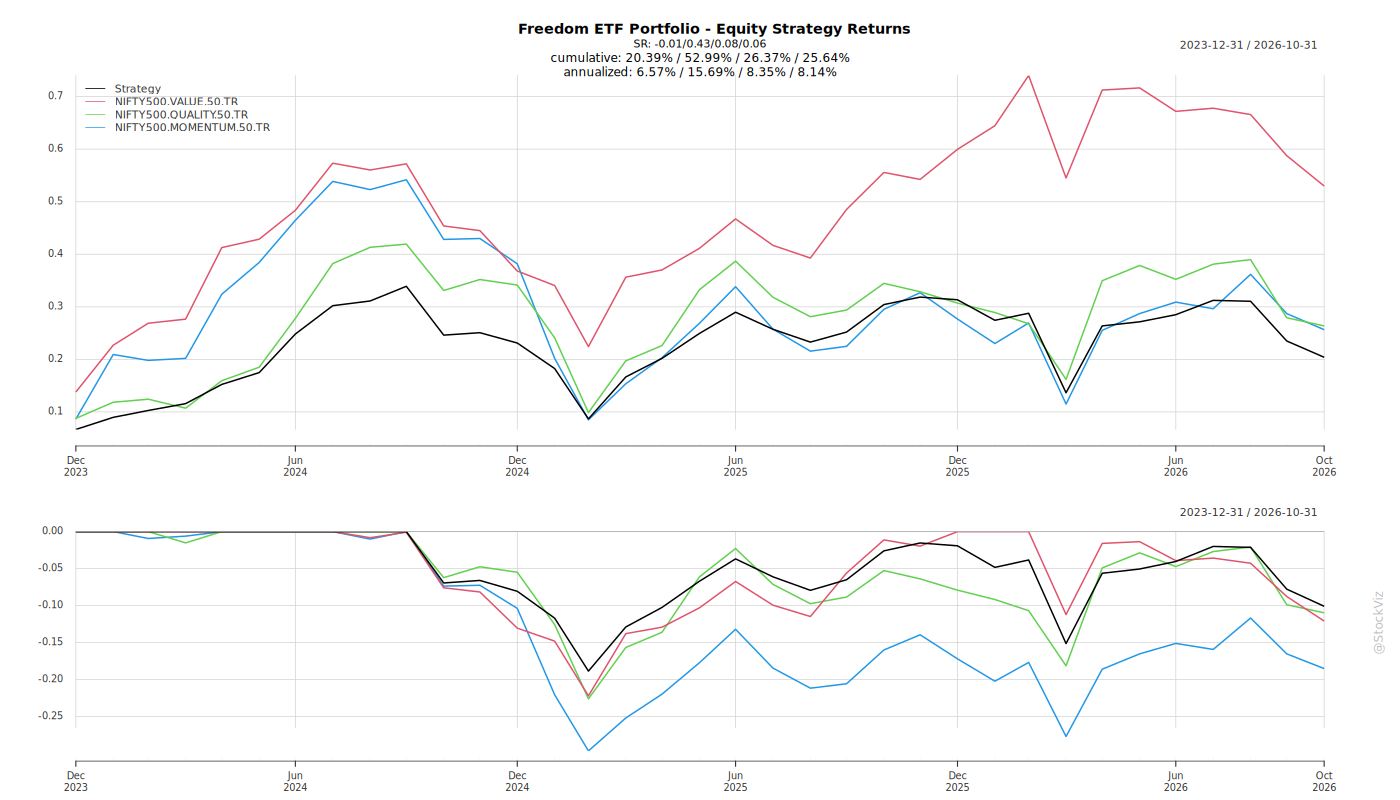 Freedom ETF Portfolio - Equity Strategy Returns
SR: -0.01/0.43/0.08/0.06
cumulative: 20.39% / 52.99% / 26.37% / 25.64%
annualized: 6.57% / 15.69% / 8.35% / 8.14%
2023-12-31 / 2026-10-31
Strategy
NIFTY500.VALUE.50.TR
NIFTY500.QUALITY.50.TR
NIFTY500.MOMENTUM.50.TR
0.7
0.6
0.5
0.4
0.3
0.2
0.1
Dec 2023
Jun 2024
Dec 2024
Jun 2025
Dec 2025
Jun 2026
Oct 2026
2023-12-31 / 2026-10-31
0.00
-0.05
-0.10
-0.15
-0.20
-0.25
Dec 2023
Jun 2024
Dec 2024
Jun 2025
Dec 2025
Jun 2026
Oct 2026
@StockViz